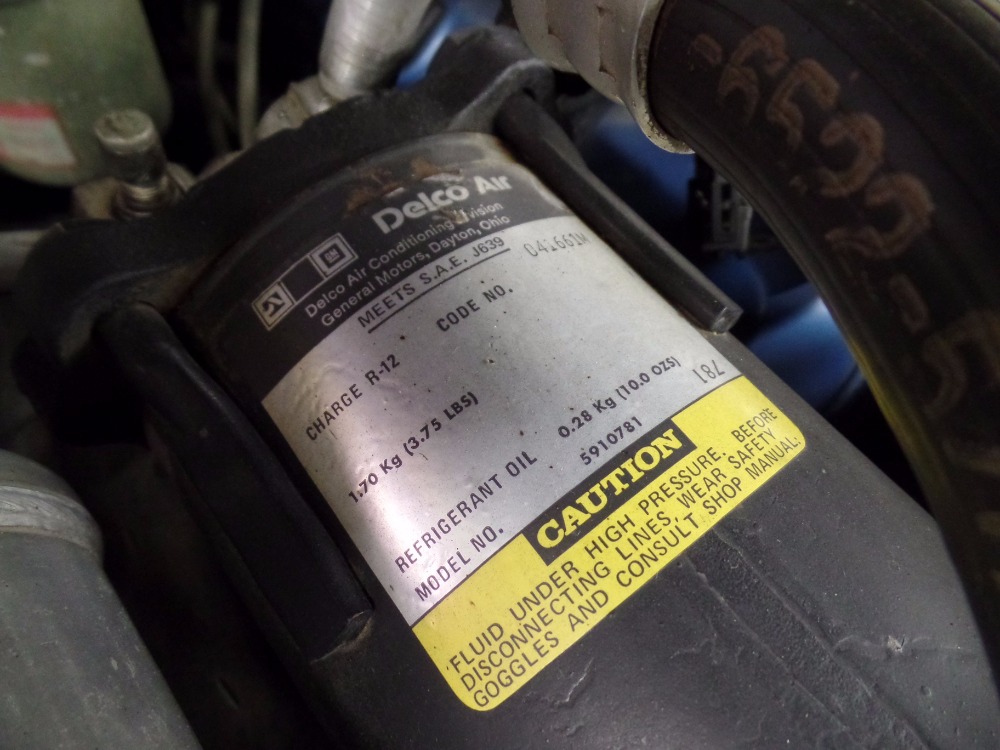 Delco Air
Delco Air Conditioning Division
General Motors, Dayton, Ohio
GM
MEETS S.A.E. J639
CODE NO. 041661M
CHARGE R-12
1.70 Kg (3.75 LBS)
REFRIGERANT OIL 0.28 Kg (10.0 OZS)
MODEL NO. 5910781 781
CAUTION
FLUID UNDER HIGH PRESSURE. BEFORE
DISCONNECTING LINES, WEAR SAFETY
GOGGLES AND CONSULT SHOP MANUAL.